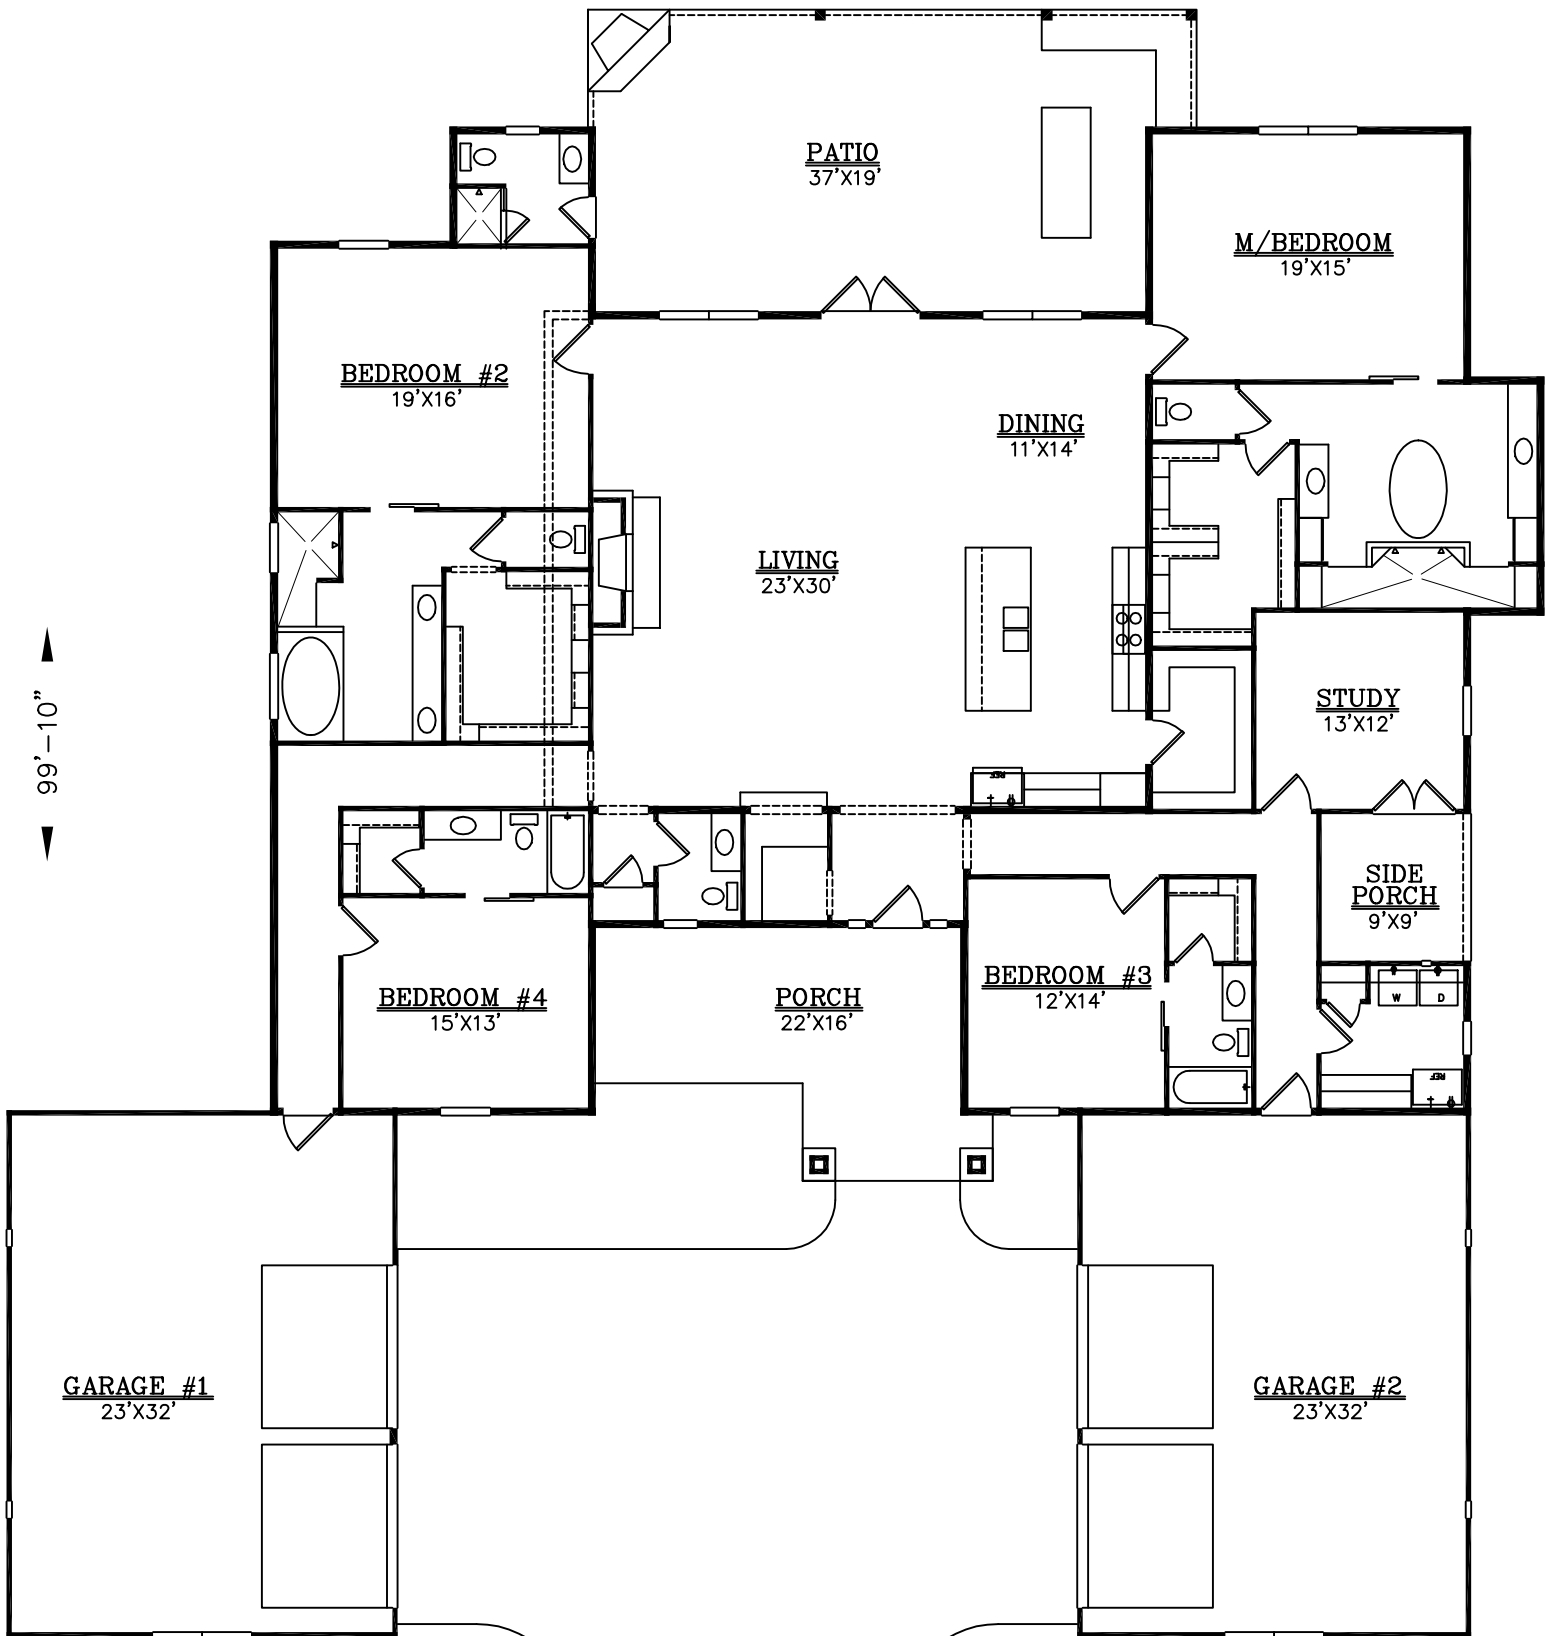 PATIO
37'X19'
M/BEDROOM
19'X15'
BEDROOM #2
19'X16'
DINING
11'X14'
LIVING
23'X30'
STUDY
13'X12'
99'-10"
REF
SIDE
PORCH
9'X9'
BEDROOM #3
12'X14'
BEDROOM #4
15'X13'
PORCH
22'X16'
W
D
REF
GARAGE #1
23'X32'
GARAGE #2
23'X32'